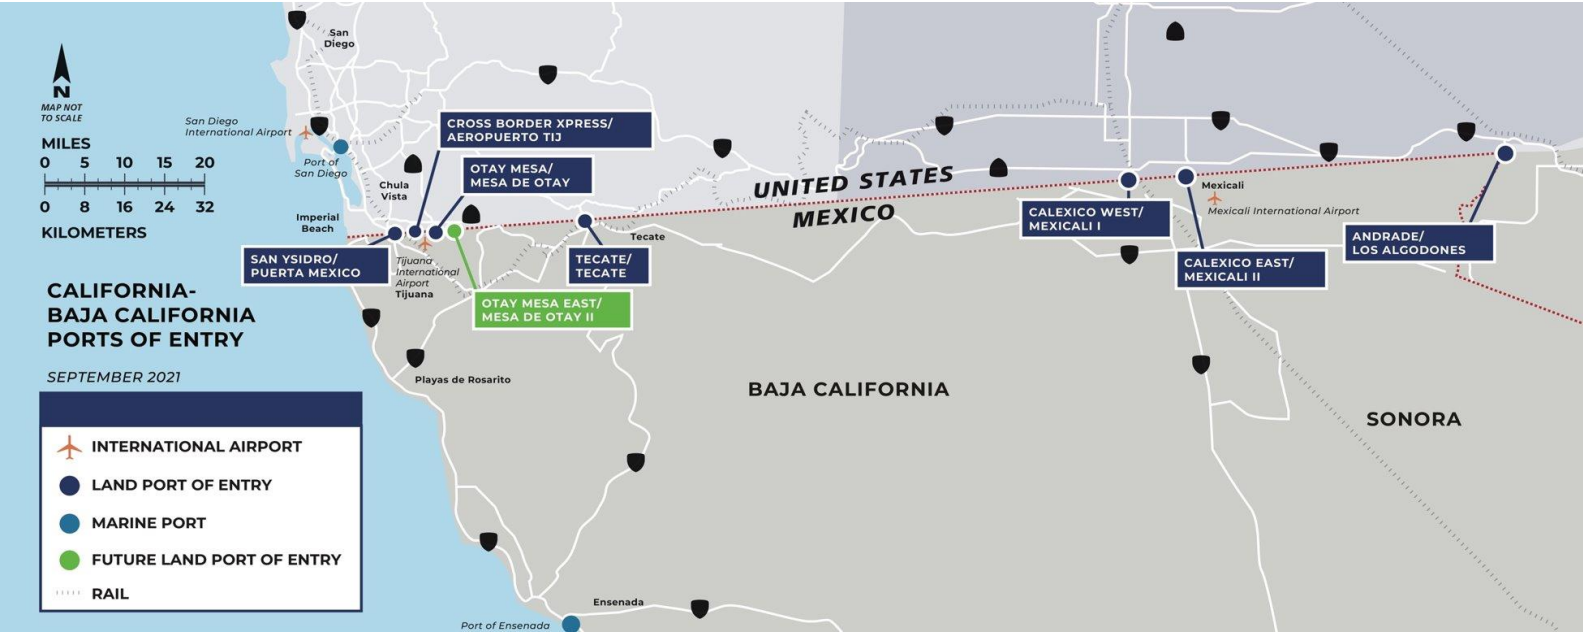 N
MAP NOT
TO SCALE
MILES
0 5 10 15 20
0 8 16 24 32
KILOMETERS
San
Diego
San Diego
International Airport
Port of
San Diego
Chula
Vista
Imperial
Beach
CROSS BORDER XPRESS/
AEROPUERTO TIJ
OTAY MESA/
MESA DE OTAY
SAN YSIDRO/
PUERTA MEXICO
Tijuana
International
Airport
Tijuana
OTAY MESA EAST/
MESA DE OTAY II
TECATE/
TECATE
Tecate
UNITED STATES
MEXICO
CALEXICO WEST/
MEXICALI I
Mexicali
Mexicali International Airport
CALEXICO EAST/
MEXICALI II
ANDRADE/
LOS ALGODONES
CALIFORNIA-
BAJA CALIFORNIA
PORTS OF ENTRY
SEPTEMBER 2021
INTERNATIONAL AIRPORT
LAND PORT OF ENTRY
MARINE PORT
FUTURE LAND PORT OF ENTRY
RAIL
Playas de Rosarito
BAJA CALIFORNIA
SONORA
Ensenada
Port of Ensenada